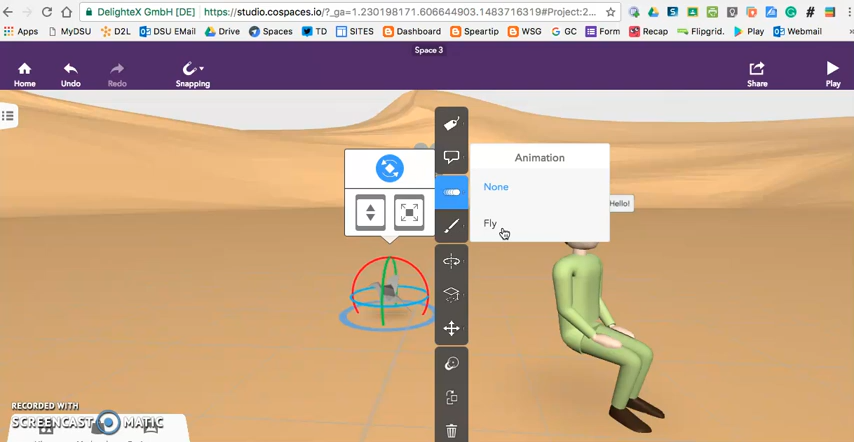 DelighteX GmbH [DE]
https://studio.cospaces.io/?_ga=1.230198171.606644903.1483716319#Project:2...
Apps
MyDSU
D2L
DSU EMail
Drive
Spaces
TD
SITES
Dashboard
Speartip
WSG
Form
Recap
Flipgrid.
Play
Webmail
Space 3
Home
Undo
Redo
Snapping
Share
Play
Animation
None
Hello!
Fly
RECORDED WITH
SCREENCAST MATIC